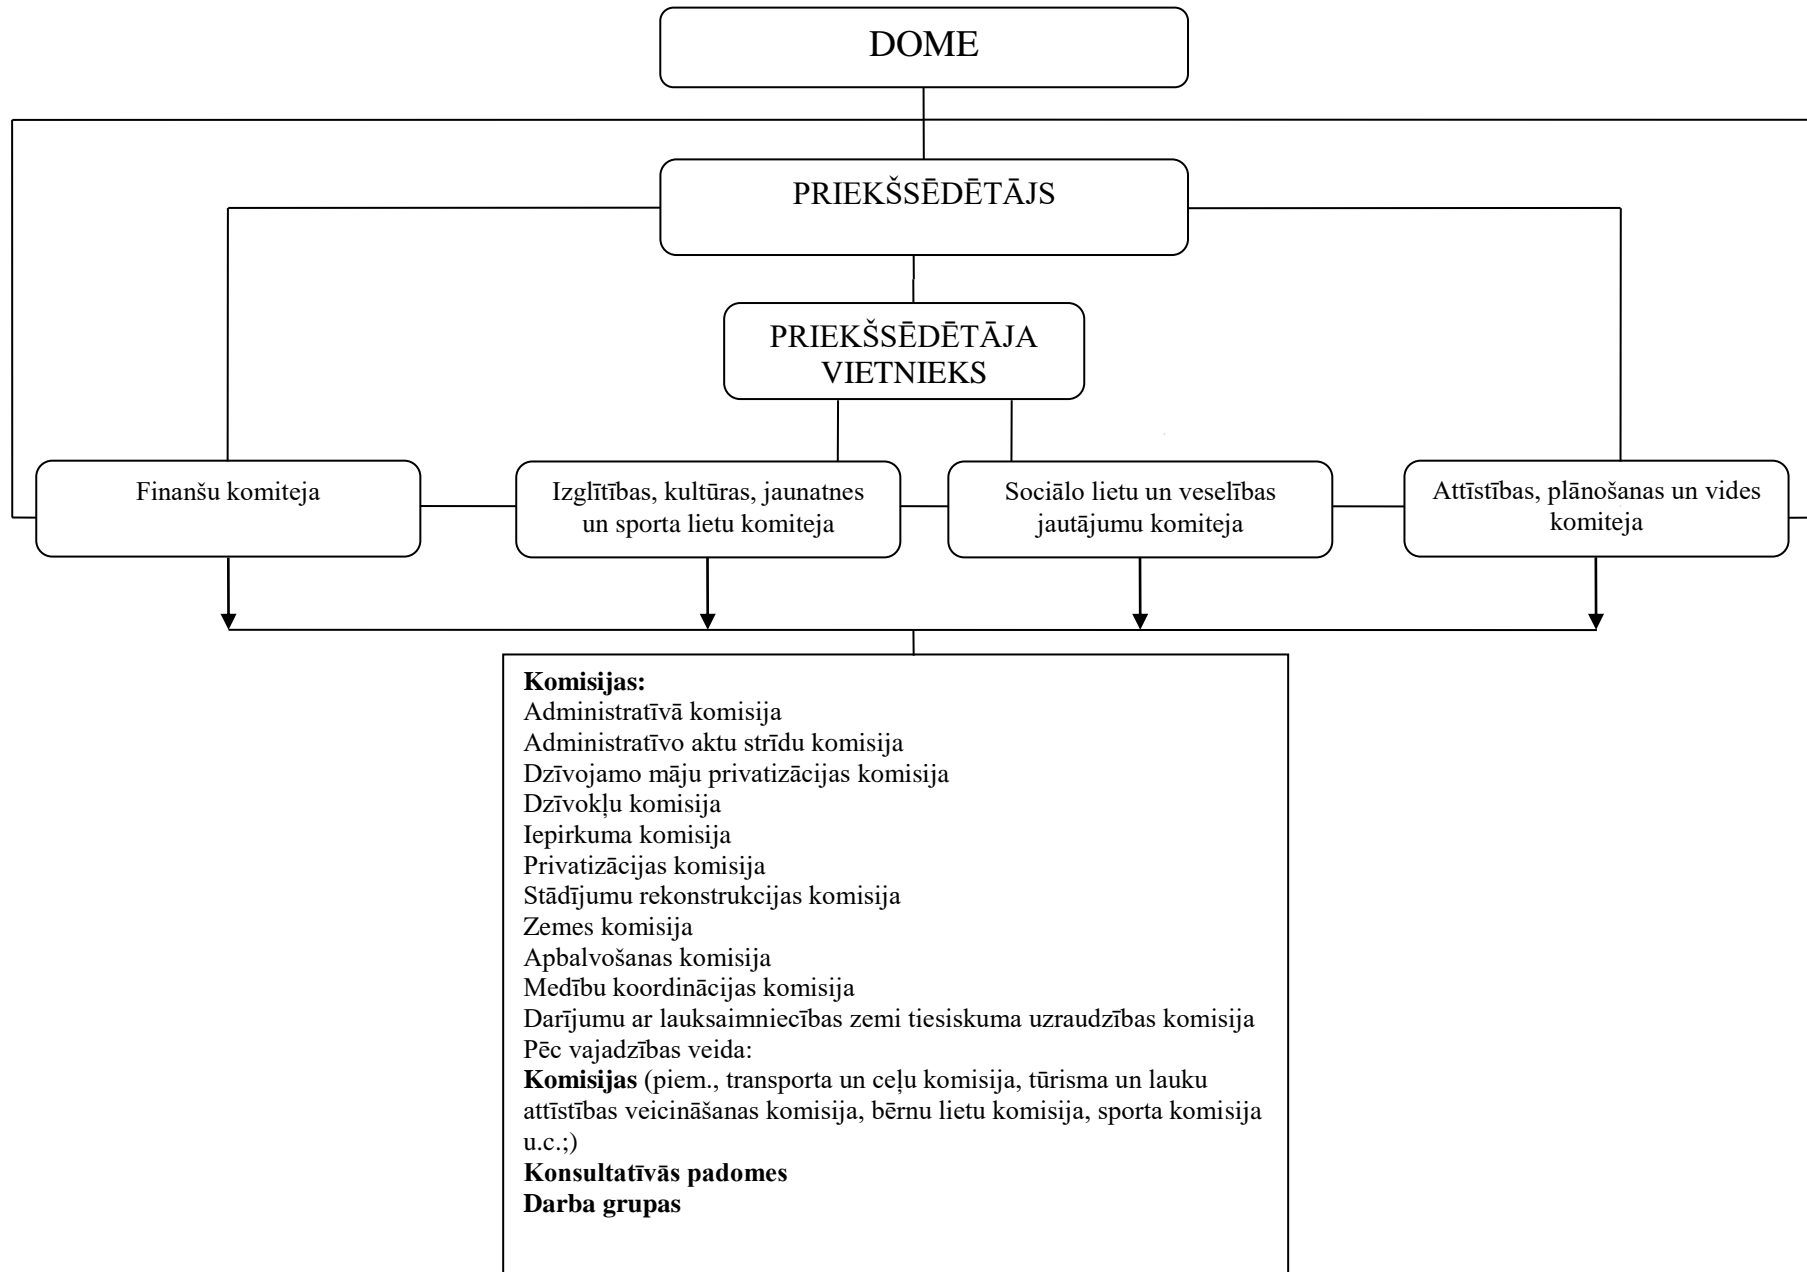 DOME
PRIEKŠSĒDĒTĀJS
PRIEKŠSĒDĒTĀJA
VIETNIEKS
Finanšu komiteja
Izglītības, kultūras, jaunatnes
un sporta lietu komiteja
Sociālo lietu un veselības
jautājumu komiteja
Attīstības, plānošanas un vides
komiteja
Komisijas:
Administratīvā komisija
Administratīvo aktu strīdu komisija
Dzīvojamo māju privatizācijas komisija
Dzīvokļu komisija
Iepirkuma komisija
Privatizācijas komisija
Stādījumu rekonstrukcijas komisija
Zemes komisija
Apbalvošanas komisija
Medību koordinācijas komisija
Darījumu ar lauksaimniecības zemi tiesiskuma uzraudzības komisija
Pēc vajadzības veida:
Komisijas (piem., transporta un ceļu komisija, tūrisma un lauku
attīstības veicināšanas komisija, bērnu lietu komisija, sporta komisija
u.c.;)
Konsultatīvās padomes
Darba grupas